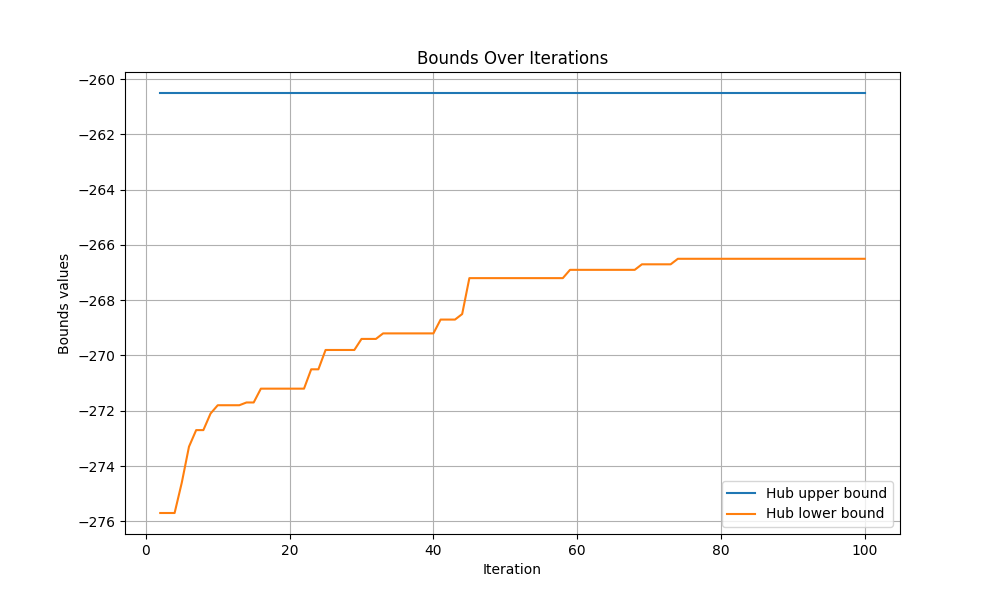 Bounds Over Iterations
Bounds values
−260
−262
−264
−266
−268
−270
−272
−274
−276
0 20 40 60 80 100
Iteration
Hub upper bound
Hub lower bound